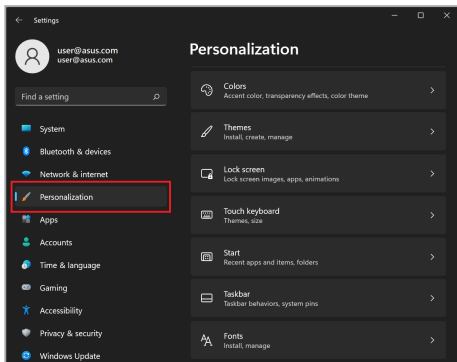 Settings
user@asus.com
user@asus.com
Find a setting
System
Bluetooth & devices
Network & internet
Personalization
Apps
Accounts
Time & language
Gaming
Accessibility
Privacy & security
Windows Update
Personalization
Colors
Accent color, transparency effects, color theme
Themes
Install, create, manage
Lock screen
Lock screen images, apps, animations
Touch keyboard
Themes, size
Start
Recent apps and items, folders
Taskbar
Taskbar behaviors, system pins
Fonts
Install, manage